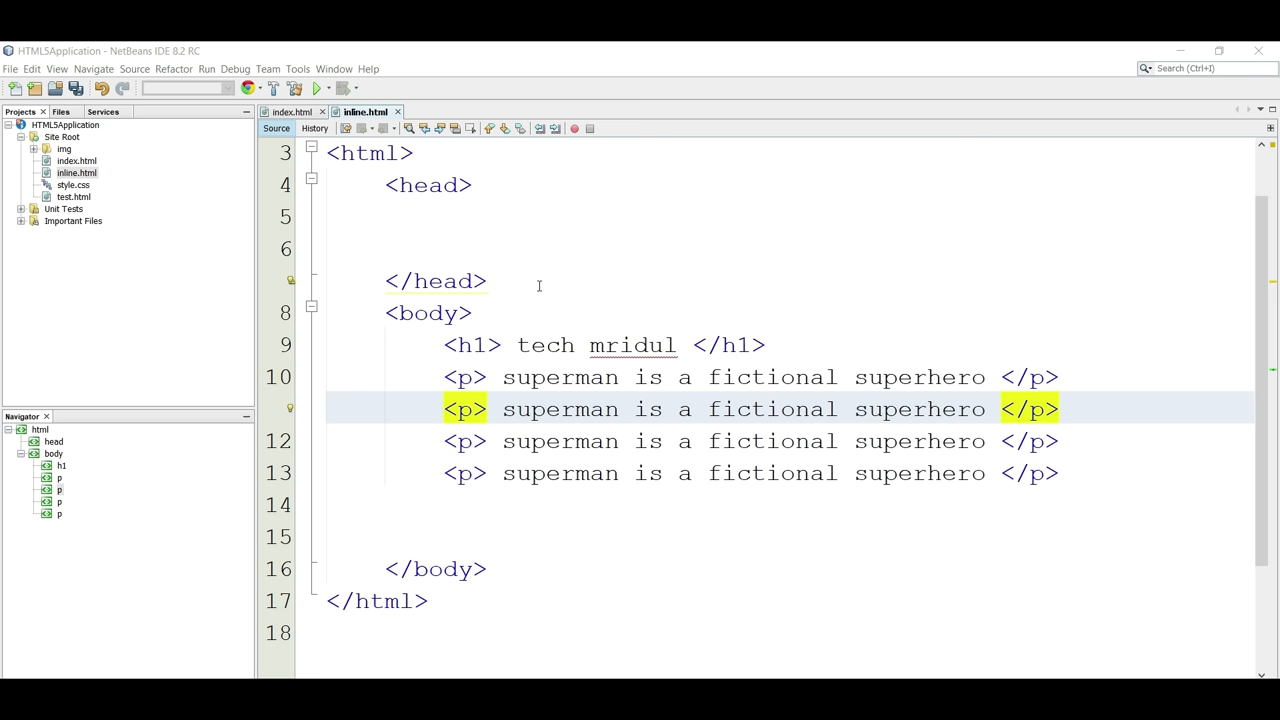 HTML5Application - NetBeans IDE 8.2 RC
File Edit View Navigate Source Refactor Run Debug Team Tools Window Help
Search (Ctrl+I)
Projects Files Services
index.html inline.html
HTML5Application
Site Root
img
index.html
inline.html
style.css
test.html
Unit Tests
Important Files
Navigator
html
head
body
h1
p
p
p
p
Source History
3 <html>
4 <head>
5
6
</head>
8 <body>
9 <h1> tech mridul </h1>
10 <p> superman is a fictional superhero </p>
<p> superman is a fictional superhero </p>
12 <p> superman is a fictional superhero </p>
13 <p> superman is a fictional superhero </p>
14
15
16 </body>
17 </html>
18